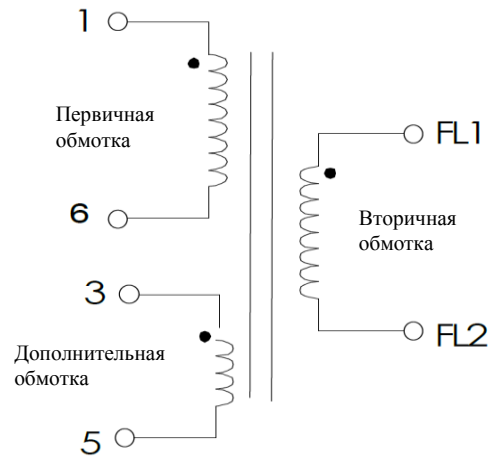 1
Первичная
обмотка
6
3
Дополнительная
обмотка
5
FL1
Вторичная
обмотка
FL2